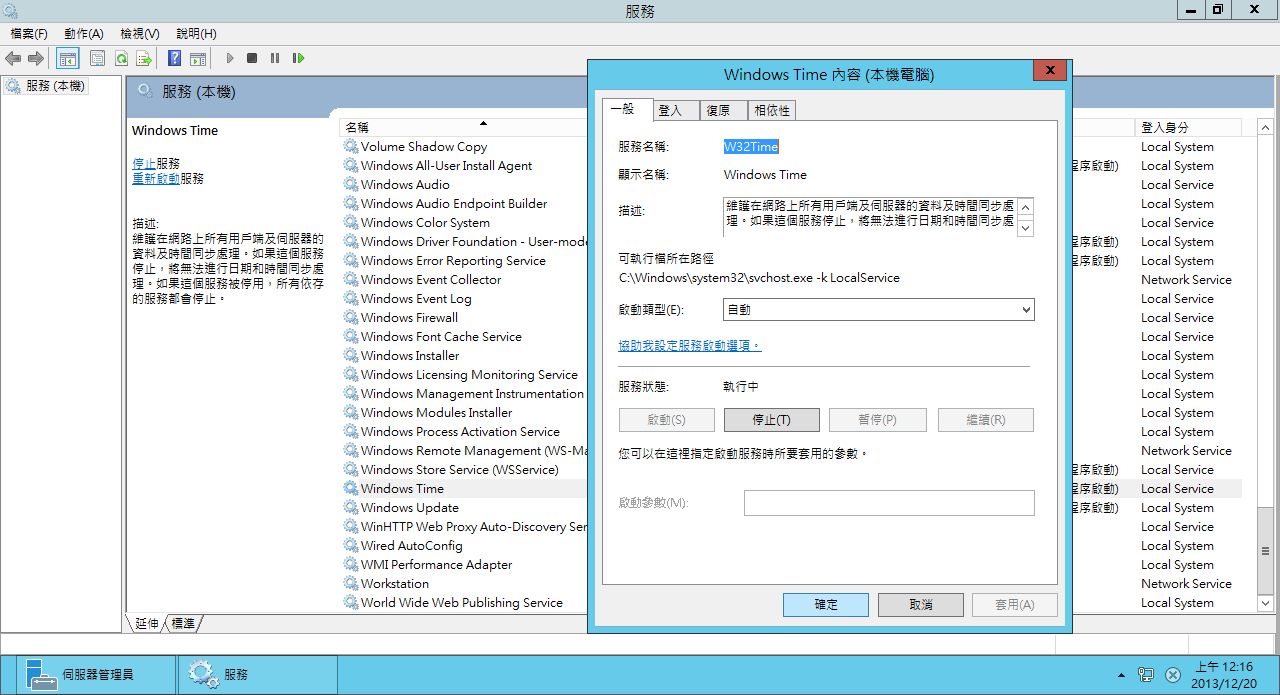 服務
檔案(F) 動作(A) 檢視(V) 說明(H)
服務 (本機)
服務 (本機)
Windows Time
停止服務
重新啟動服務
描述:
維護在網路上所有用戶端及伺服器的
資料及時間同步處理。如果這個服務
停止，將無法進行日期和時間同步處
理。如果這個服務被停用，所有依存
的服務都會停止。
名稱
Volume Shadow Copy
Windows All-User Install Agent
Windows Audio
Windows Audio Endpoint Builder
Windows Color System
Windows Driver Foundation - User-mod
Windows Error Reporting Service
Windows Event Collector
Windows Event Log
Windows Firewall
Windows Font Cache Service
Windows Installer
Windows Licensing Monitoring Service
Windows Management Instrumentation
Windows Modules Installer
Windows Process Activation Service
Windows Remote Management (WS-Ma
Windows Store Service (WSService)
Windows Time
Windows Update
WinHTTP Web Proxy Auto-Discovery Ser
Wired AutoConfig
WMI Performance Adapter
Workstation
World Wide Web Publishing Service
延伸 標準
Windows Time 內容 (本機電腦)
一般 登入 復原 相依性
服務名稱: W32Time
顯示名稱: Windows Time
描述: 維護在網路上所有用戶端及伺服器的資料及時間同步處
理。如果這個服務停止，將無法進行日期和時間同步處
可執行檔所在路徑
C:\Windows\system32\svchost.exe -k LocalService
啟動類型(E): 自動
協助我設定服務啟動選項。
服務狀態: 執行中
啟動(S) 停止(T) 暫停(P) 繼續(R)
您可以在這裡指定啟動服務時所要套用的參數。
啟動參數(M):
確定 取消 套用(A)
登入身分
Local System
程序啟動) Local System
Local Service
Local System
Local Service
程序啟動) Local System
程序啟動) Local System
Network Service
Local Service
Local Service
Local Service
Local System
Local Service
Local System
Local System
Local System
Network Service
程序啟動) Local Service
程序啟動) Local Service
程序啟動) Local System
Local Service
Local System
Local System
Network Service
Local System
伺服器管理員 服務
上午 12:16
2013/12/20